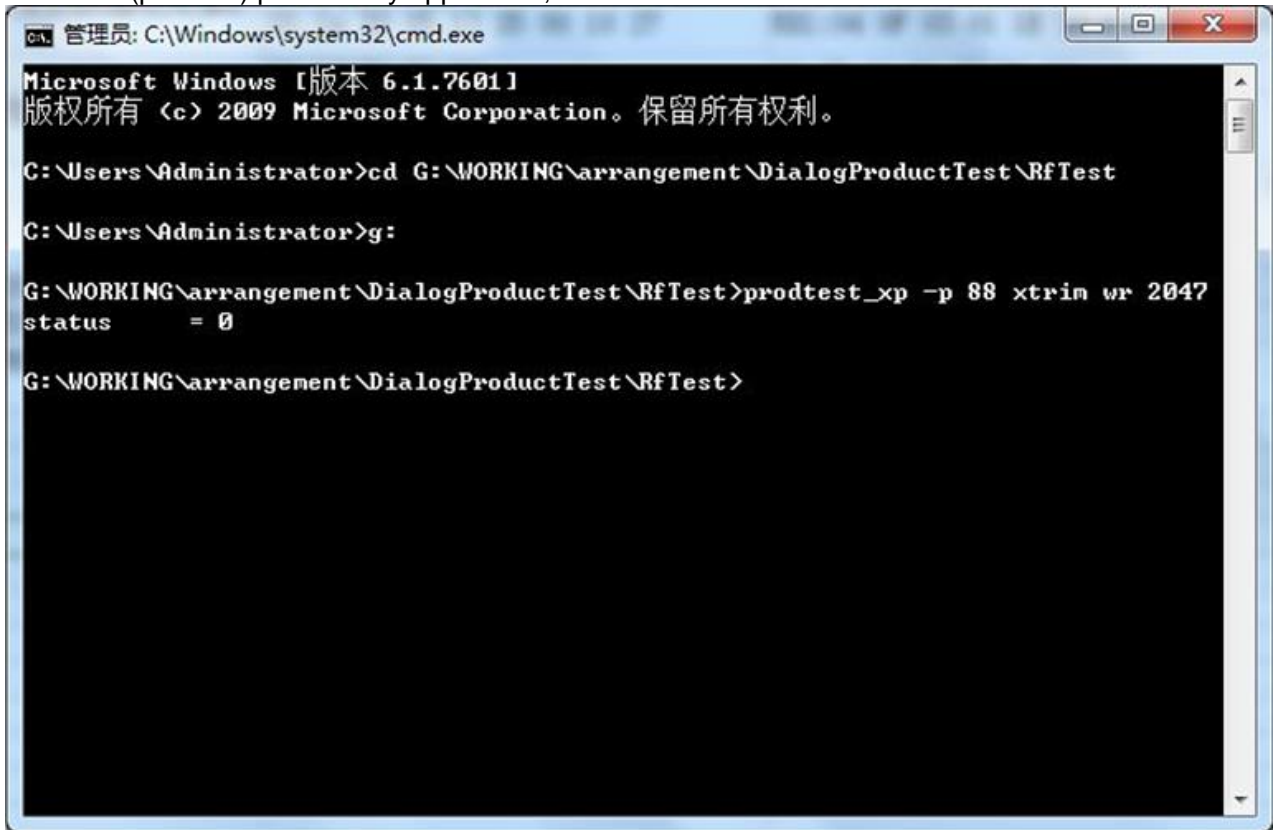 管理员: C:\Windows\system32\cmd.exe
Microsoft Windows [版本 6.1.7601]
版权所有 (c) 2009 Microsoft Corporation。保留所有权利。
C:\Users\Administrator>cd G:\WORKING\arrangement\DialogProductTest\RfTest
C:\Users\Administrator>g:
G:\WORKING\arrangement\DialogProductTest\RfTest>prodtest_xp -p 88 xtrim wr 2047
status = 0
G:\WORKING\arrangement\DialogProductTest\RfTest>